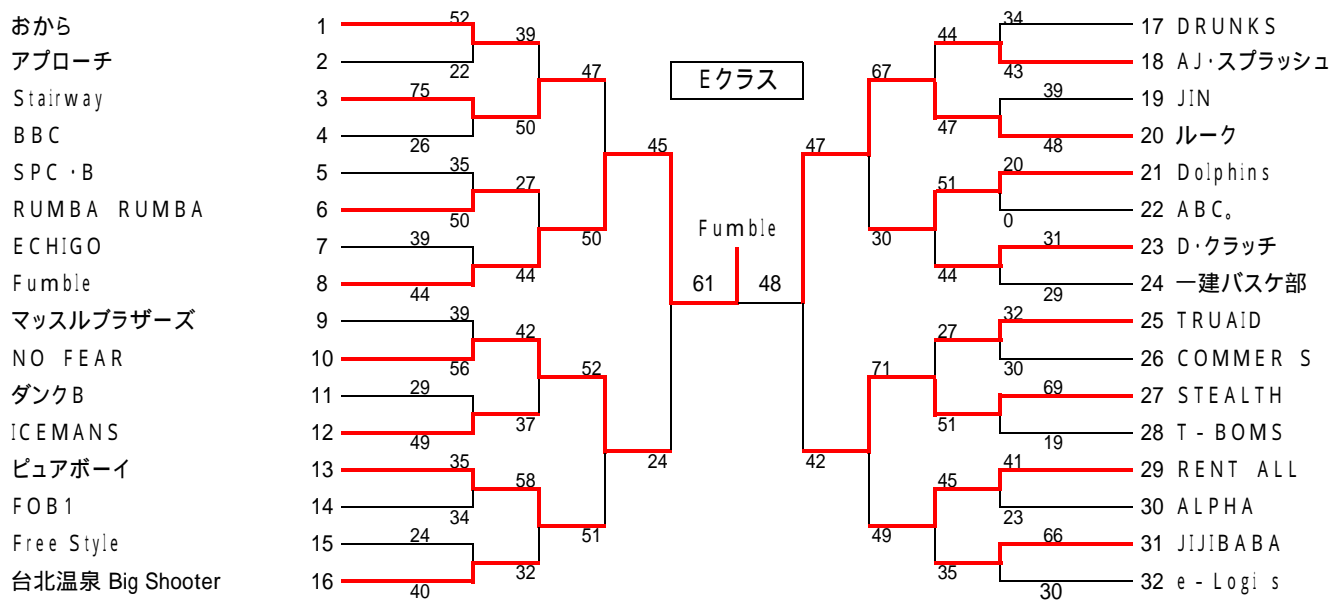 Eクラス
おから 1
アプローチ 2
Stairway 3
BBC 4
SPC・B 5
RUMBA RUMBA 6
ECHIGO 7
Fumble 8
マッスルブラザーズ 9
NO FEAR 10
ダンクB 11
ICEMANS 12
ピュアボーイ 13
FOB1 14
Free Style 15
台北温泉 Big Shooter 16
52
22
75
26
35
50
39
44
39
56
29
49
35
34
24
40
39
50
27
44
42
37
58
32
47
50
52
51
45
24
Fumble
61 48
47
42
67
30
71
49
44
47
51
44
27
51
45
35
34
43
39
48
20
0
31
29
32
30
69
19
41
23
66
30
17 DRUNKS
18 AJ・スプラッシュ
19 JIN
20 ルーク
21 Dolphins
22 ABC。
23 D・クラッチ
24 一建バスケ部
25 TRUAID
26 COMMER S
27 STEALTH
28 T-BOMS
29 RENT ALL
30 ALPHA
31 JIJIBABA
32 e-Logi s